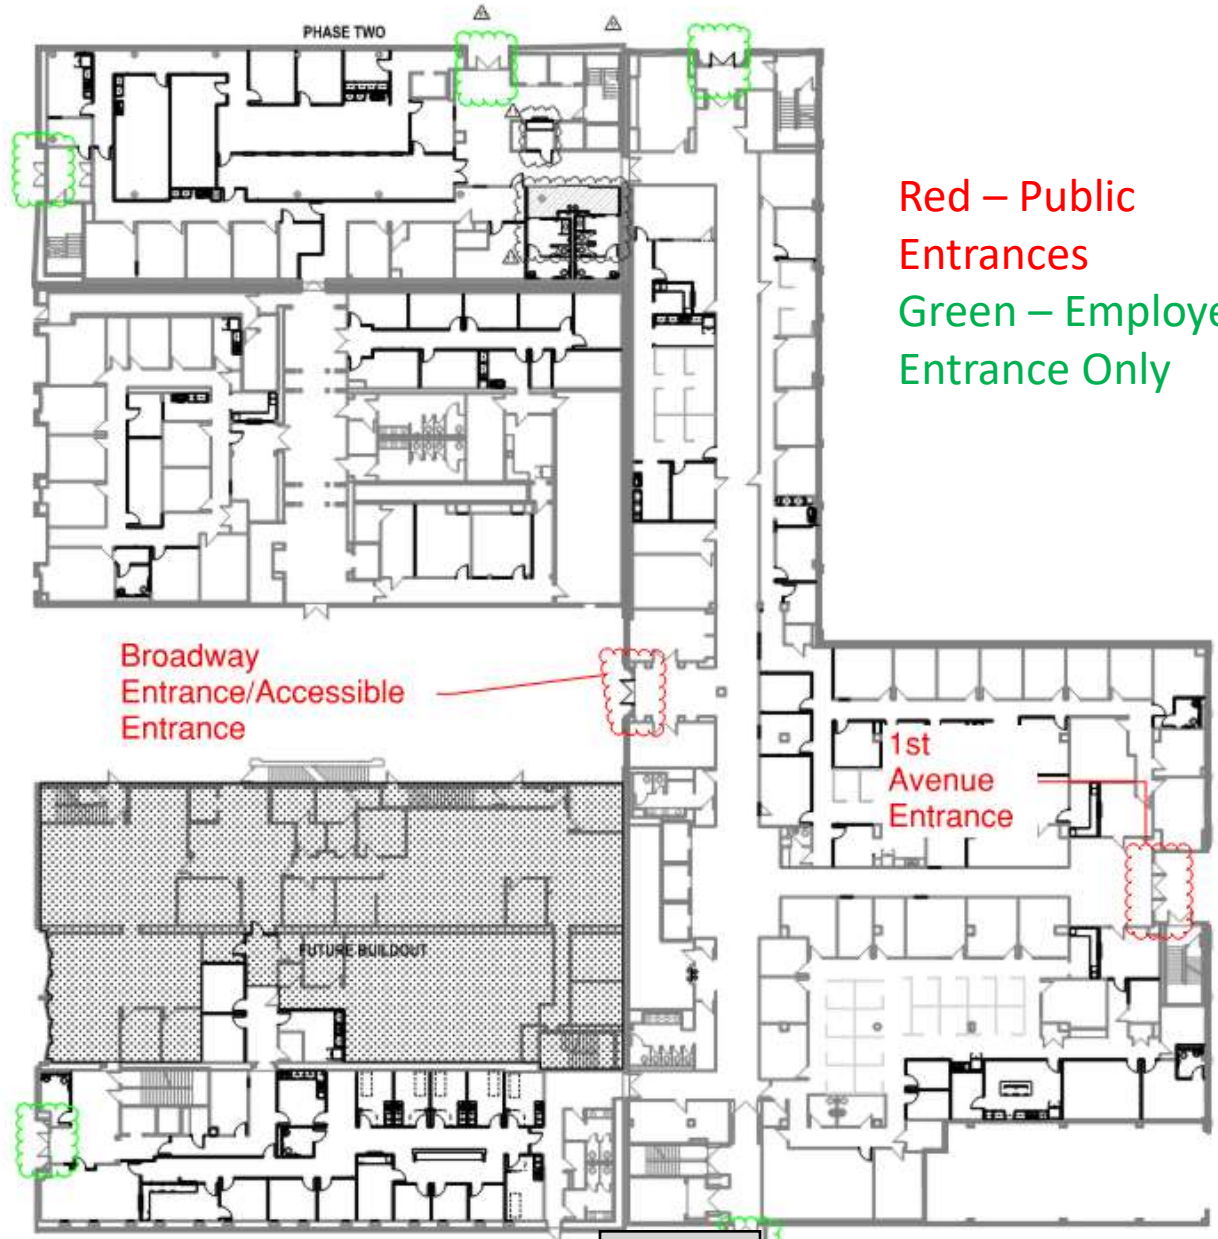 PHASE TWO
Red – Public
Entrances
Green – Employe
Entrance Only
Broadway
Entrance/Accessible
Entrance
1st
Avenue
Entrance
FUTURE BUILDOUT